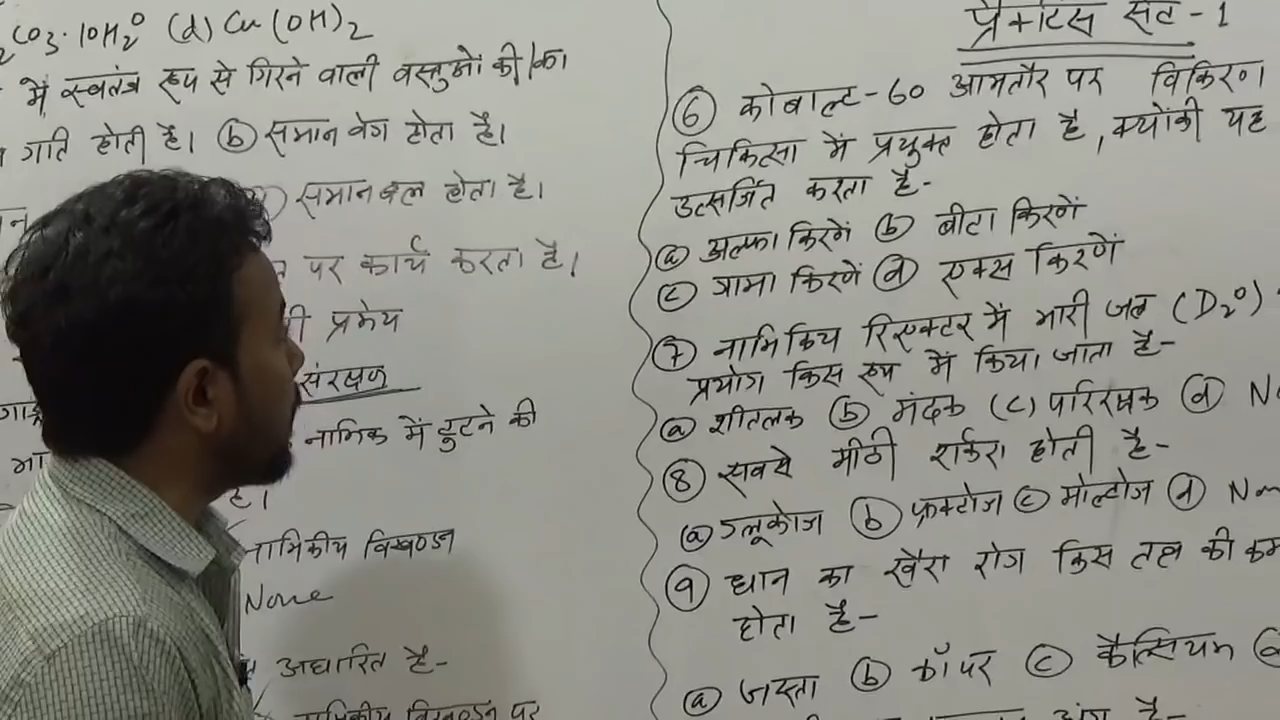 CO3·10H2O (d) Cu(OH)2
में स्वतंत्र रूप से गिरने वाली वस्तुओं की/का
गति होती है। (b) समान वेग होता है।
समान बल होता है।
पर कार्य करता है।
प्रमेय
संरक्षण
नाभिक में टुटने की
है।
नाभिकीय विखण्डन
None
अधारित है-
नाभिकीय विखण्डन पर
प्रैक्टिस सेट-1
(6) कोबाल्ट-60 आमतौर पर विकिरण
चिकित्सा में प्रयुक्त होता है, क्योंकी यह
उत्सर्जित करता है-
(a) अल्फा किरणें (b) बीटा किरणें
(c) गामा किरणें (d) एक्स किरणें
(7) नाभिकिय रिएक्टर में भारी जल (D2O)
प्रयोग किस रूप में किया जाता है-
(a) शीतलक (b) मंदक (c) परिरक्षक (d)
(8) सबसे मीठी शर्करा होती है-
(a) ग्लूकोज (b) फ्रक्टोज (c) मोल्टोज (d) Non
(9) धान का खैरा रोग किस तत्व की कम
होता है-
(a) जस्ता (b) कॉपर (c) कैल्सियम